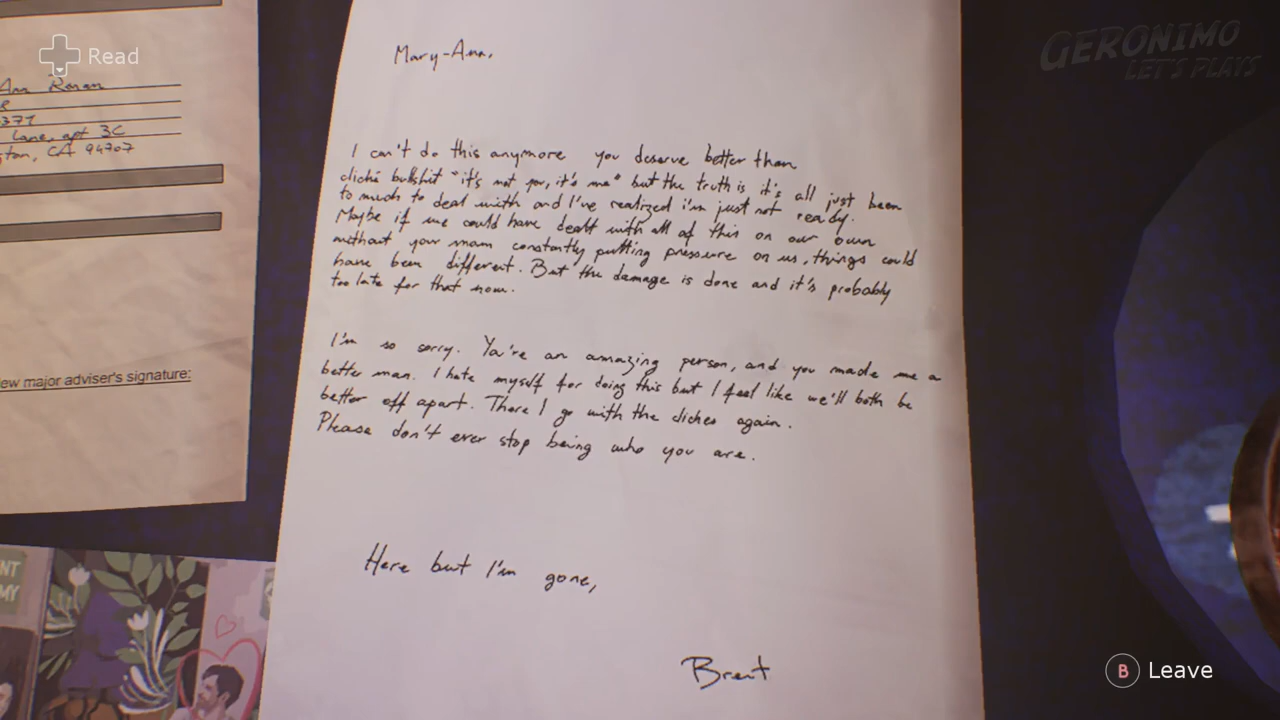 Read
GERONIMO
LET'S PLAYS
Ann Ronan
371
Lane, apt 3C
ton, CA 94707
ew major adviser's signature:
NT
MY
Mary-Ann,
I can't do this anymore you deserve better than
cliché bullshit "it's not you, it's me" but the truth is it's all just been
to much to deal with and I've realized i'm just not ready.
Maybe if we could have dealt with all of this on our own
without your mom constantly putting pressure on us, things could
have been different. But the damage is done and it's probably
too late for that now.
I'm so sorry. You're an amazing person, and you made me a
better man. I hate myself for doing this but I feel like we'll both be
better off apart. There I go with the cliches again.
Please don't ever stop being who you are.
Here but I'm gone,
Brent
B Leave